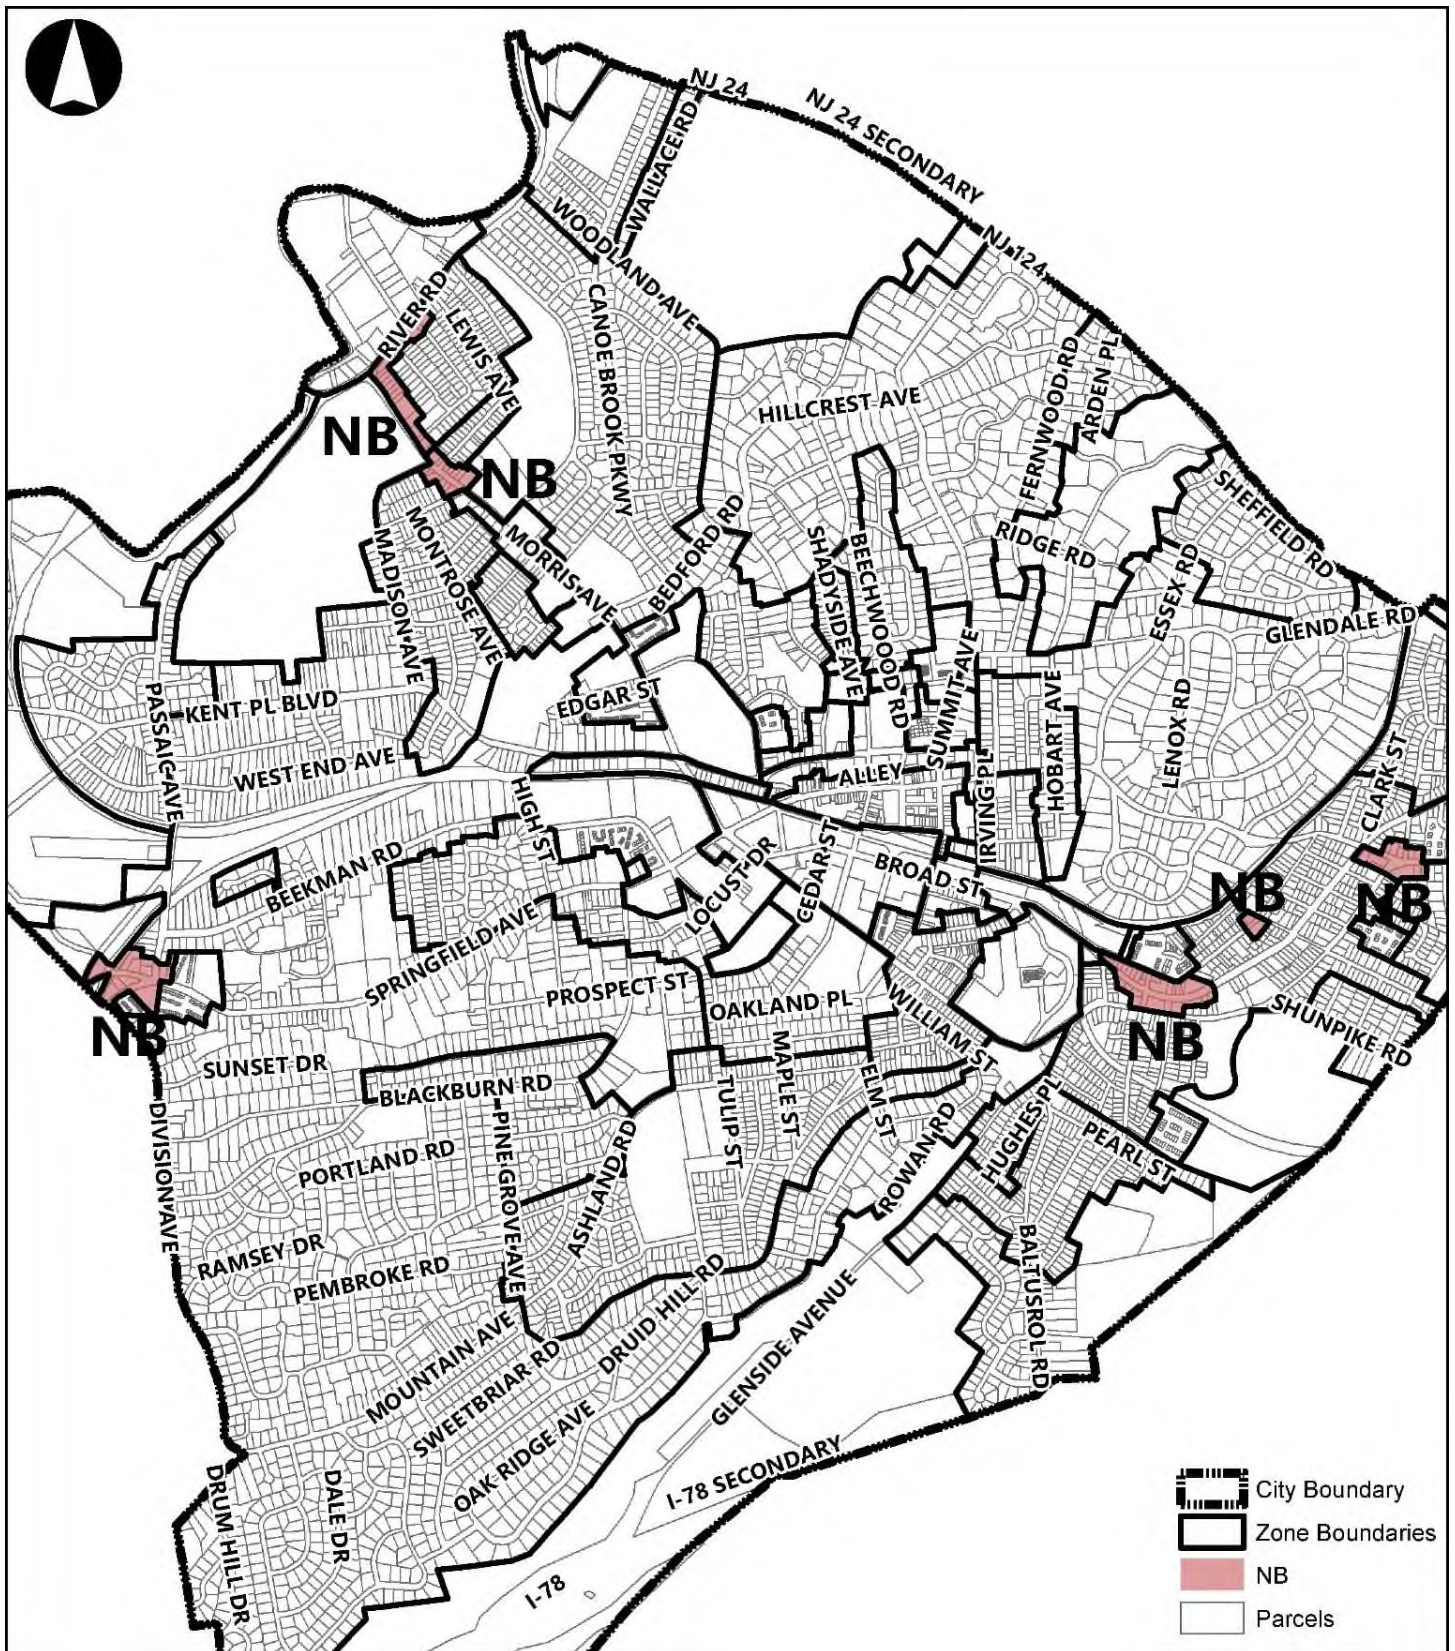 NJ 24
NJ 24 SECONDARY
WALLACE RD
WOODLAND AVE
NJ 124
RIVER RD
LEWIS AVE
CANOE BROOK PKWY
FERNWOOD RD
ARDEN PL
HILLCREST AVE
NB
NB
SHEFFIELD RD
MADISON AVE
MONTROSE AVE
MORRIS AVE
BEDFORD RD
SHADYSIDE AVE
BEECHWOOD RD
RIDGE RD
ESSEX RD
GLENDALE RD
PASSAIC AVE
KENT PL BLVD
EDGAR ST
SUMMIT AVE
HOBART AVE
LENOX RD
WEST END AVE
ALLEY
IRVING PL
CLARK ST
HIGH ST
BEEKMAN RD
LOCUST DR
CEDAR ST
BROAD ST
NB
NB
SPRINGFIELD AVE
PROSPECT ST
OAKLAND PL
WILLIAM ST
SHUNPIKE RD
NB
NB
SUNSET DR
BLACKBURN RD
MAPLE ST
ELM ST
TULIP ST
HUGHES PL
PEARL ST
DIVISION AVE
PINE GROVE AVE
PORTLAND RD
ASHLAND RD
ROWAN RD
RAMSEY DR
PEMBROKE RD
BALTUSROL RD
DRUID HILL RD
MOUNTAIN AVE
SWEETBRIAR RD
GLENSIDE AVENUE
OAK RIDGE AVE
I-78 SECONDARY
DRUM HILL DR
DALE DR
I-78
City Boundary
Zone Boundaries
NB
Parcels